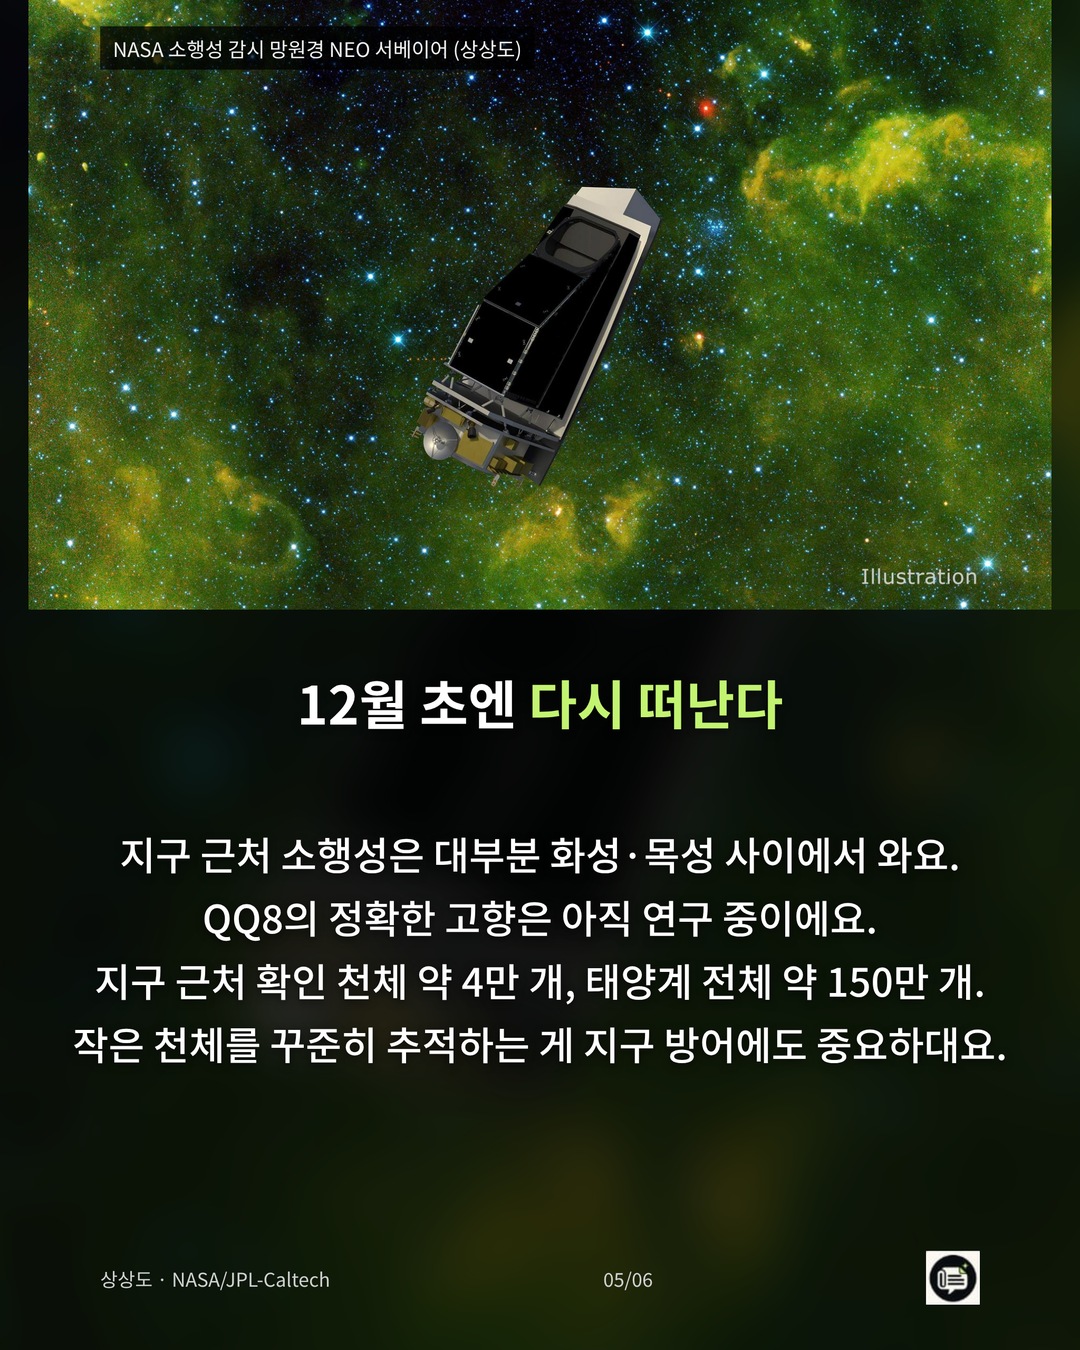 NASA 소행성 감시 망원경 NEO 서베이어 (상상도)
Illustration
12월 초엔 다시 떠난다
지구 근처 소행성은 대부분 화성·목성 사이에서 와요.
QQ8의 정확한 고향은 아직 연구 중이에요.
지구 근처 확인 천체 약 4만 개, 태양계 전체 약 150만 개.
작은 천체를 꾸준히 추적하는 게 지구 방어에도 중요하대요.
상상도 · NASA/JPL-Caltech
05/06